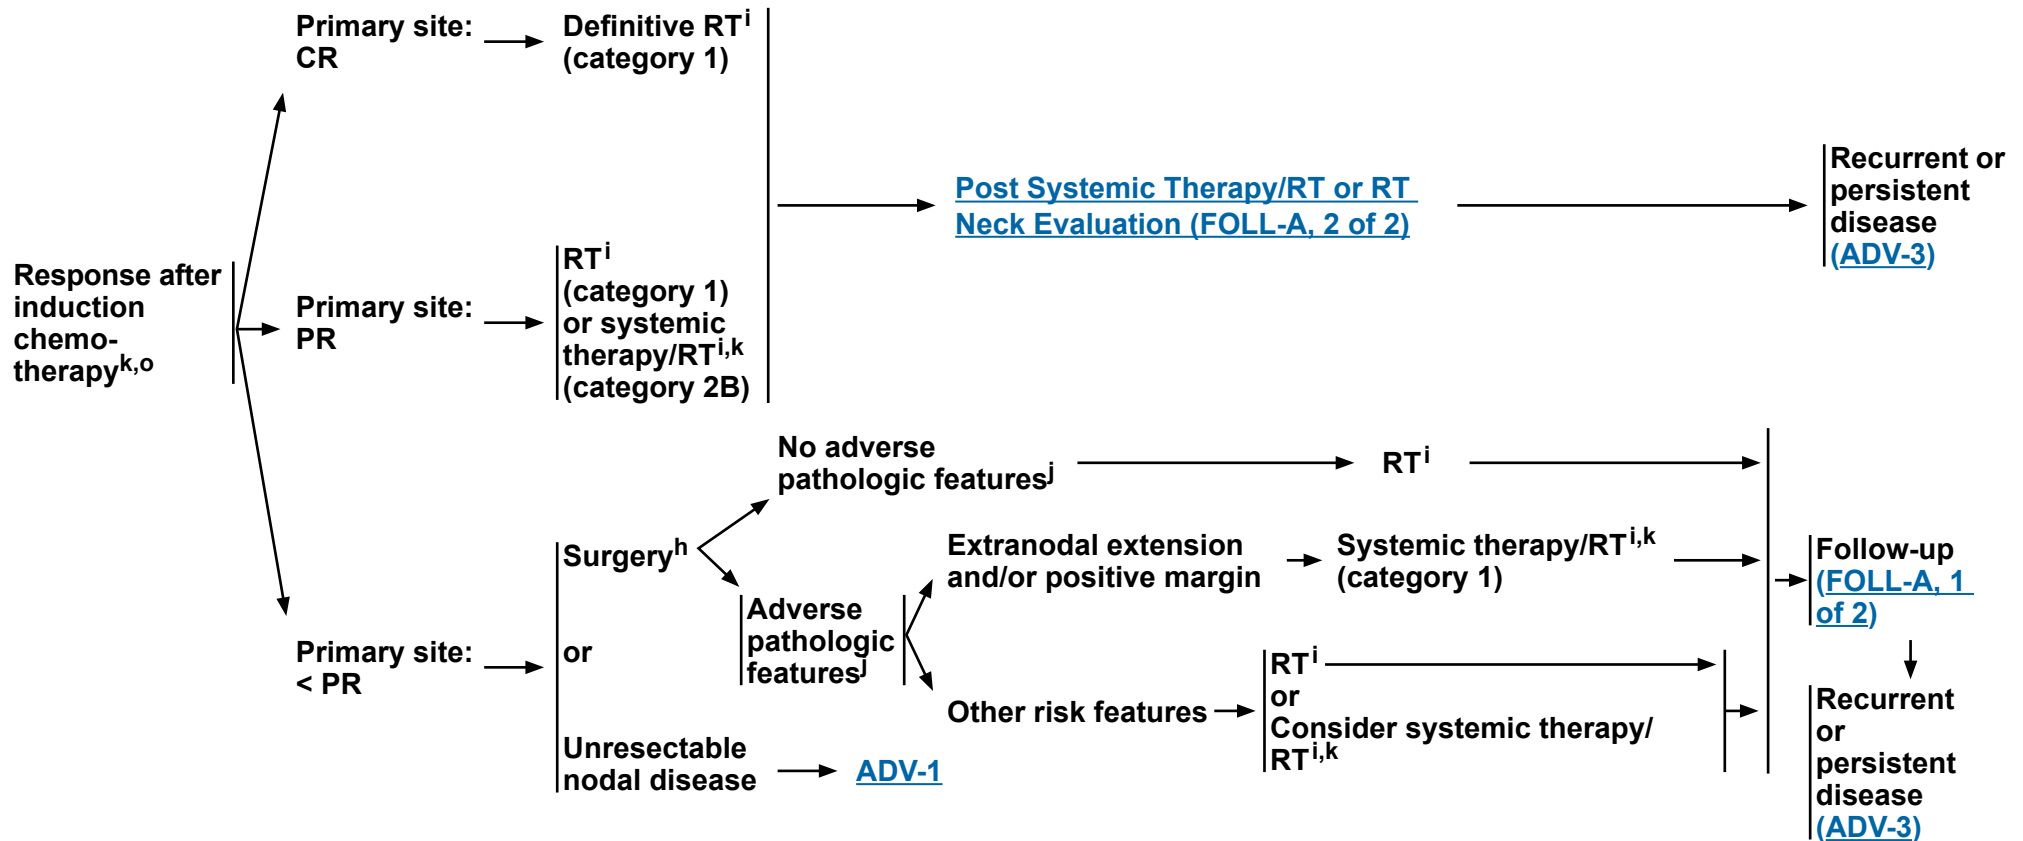 Primary site:
CR
Definitive RTi
(category 1)
Post Systemic Therapy/RT or RT
Neck Evaluation (FOLL-A, 2 of 2)
Recurrent or
persistent
disease
(ADV-3)
Response after
induction
chemo-
therapyk,o
Primary site:
PR
RTi
(category 1)
or systemic
therapy/RTi,k
(category 2B)
No adverse
pathologic featuresj
RTi
Surgeryh
or
Unresectable
nodal disease
Extranodal extension
and/or positive margin
Systemic therapy/RTi,k
(category 1)
Follow-up
(FOLL-A, 1
of 2)
Adverse
pathologic
featuresj
Primary site:
< PR
Other risk features
RTi
or
Consider systemic therapy/
RTi,k
ADV-1
Recurrent
or
persistent
disease
(ADV-3)